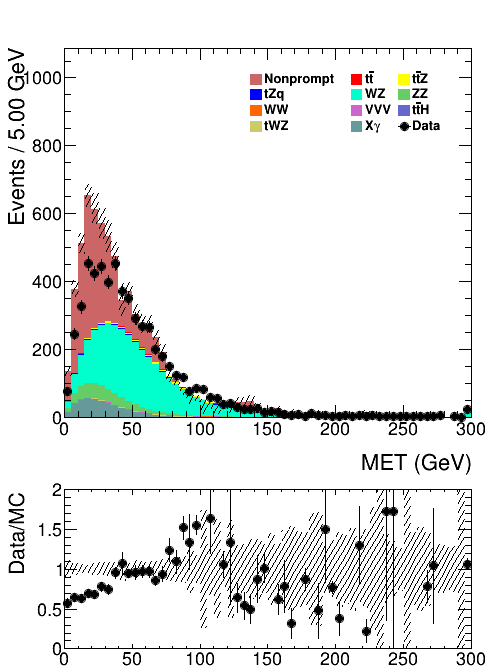 Events / 5.00 GeV
1000
800
600
400
200
0
Nonprompt tt̄ tt̄Z
tZq WZ ZZ
WW VVV tt̄H
tWZ Xγ Data
0 50 100 150 200 250 300
MET (GeV)
Data/MC
2
1.5
1
0.5
0
0 50 100 150 200 250 300